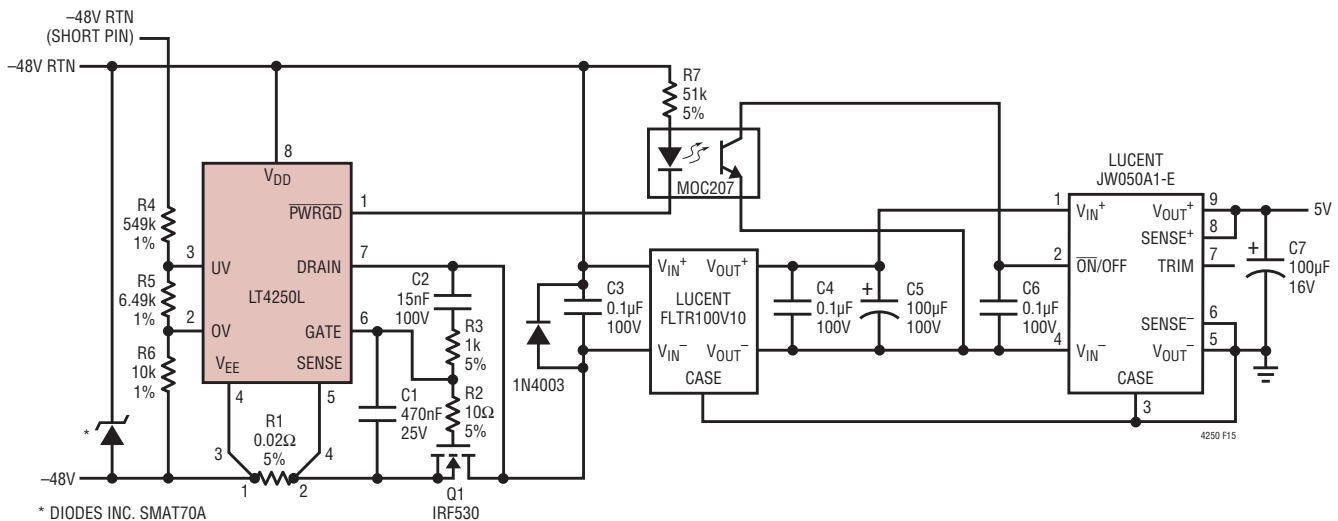 –48V RTN
(SHORT PIN)
–48V RTN
R4
549k
1%
R5
6.49k
1%
R6
10k
1%
*
–48V
* DIODES INC. SMAT70A
8
VDD
PWRGD
1
3
UV
DRAIN
7
LT4250L
2
OV
GATE
6
VEE
SENSE
4
5
R1
0.02Ω
5%
3
4
1
2
C1
470nF
25V
C2
15nF
100V
R3
1k
5%
R2
10Ω
5%
Q1
IRF530
1N4003
C3
0.1µF
100V
R7
51k
5%
MOC207
VIN+
VOUT+
LUCENT
FLTR100V10
VIN–
VOUT–
CASE
C4
0.1µF
100V
+
C5
100µF
100V
C6
0.1µF
100V
LUCENT
JW050A1-E
1
VIN+
VOUT+
9
5V
SENSE+
8
2
ON/OFF
TRIM
7
SENSE–
6
4
VIN–
VOUT–
5
CASE
3
+
C7
100µF
16V
4250 F15